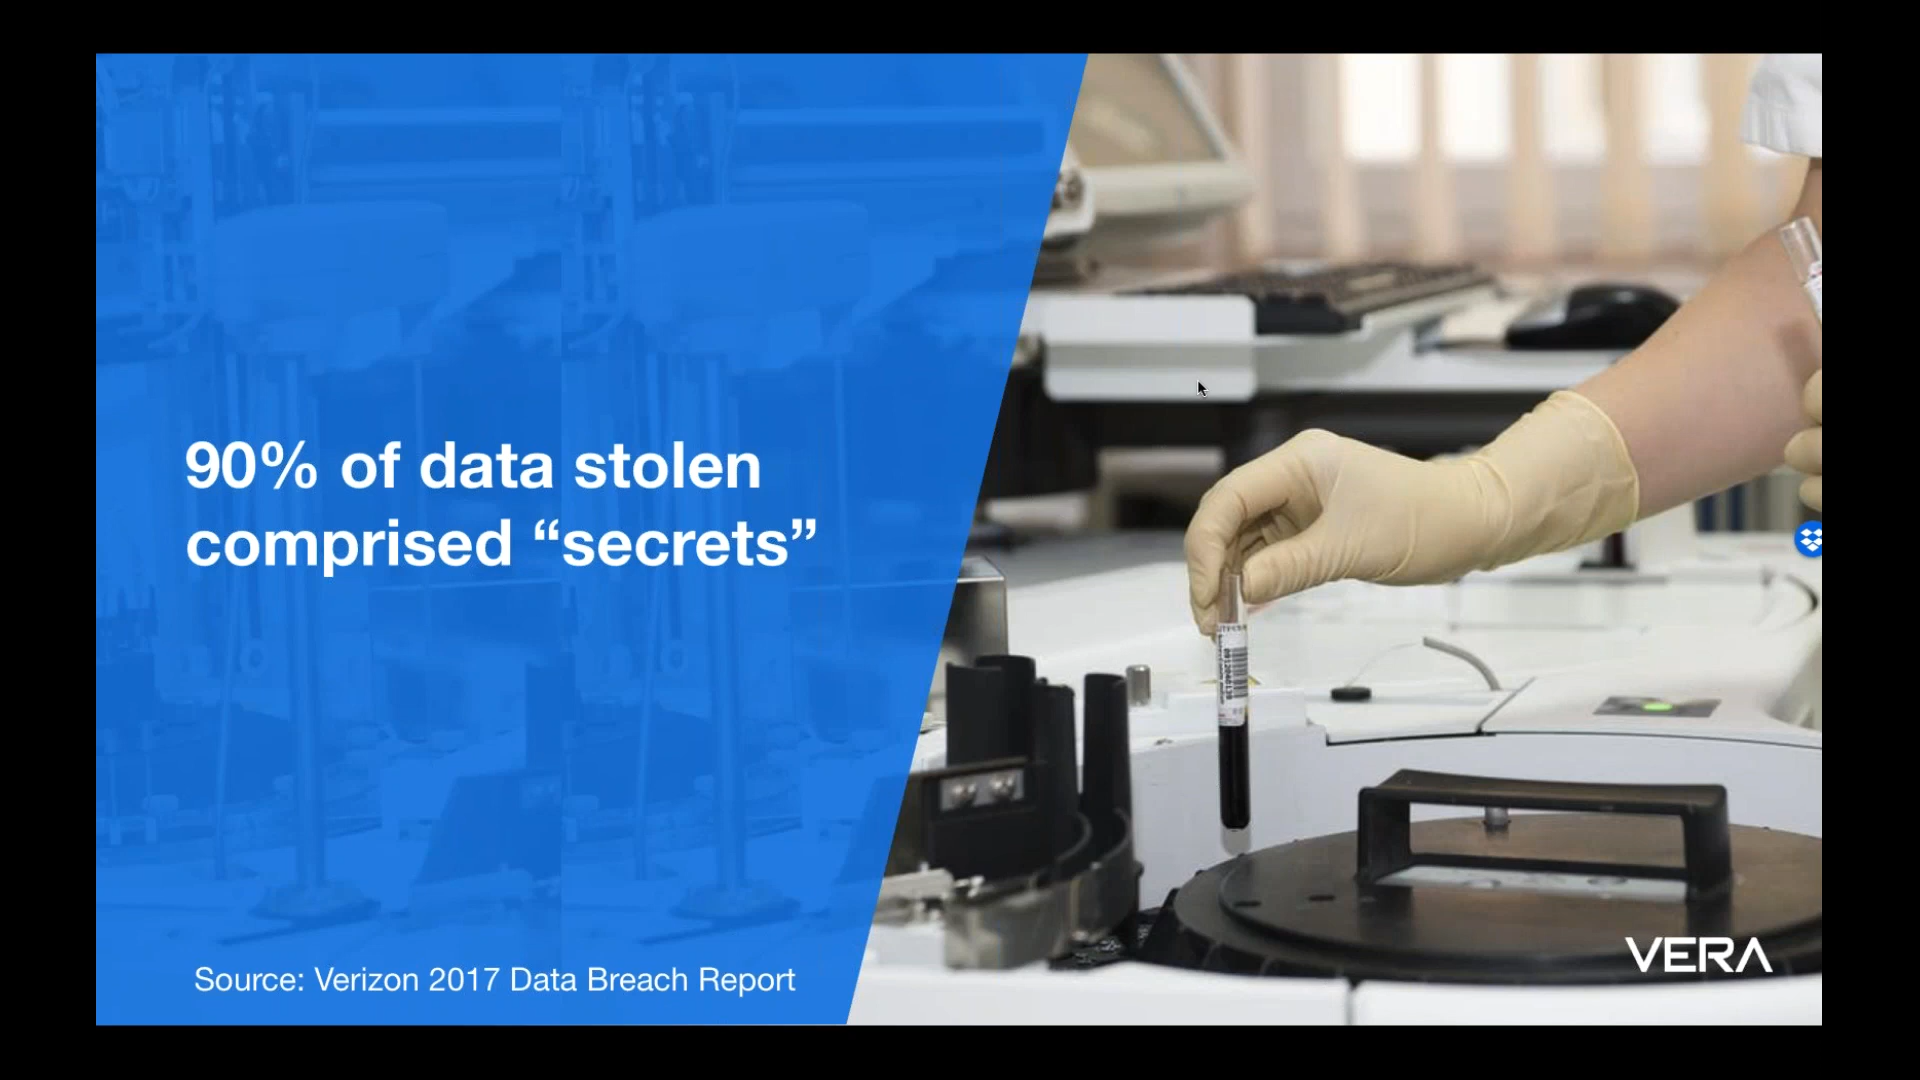 90% of data stolen
comprised “secrets”
Source: Verizon 2017 Data Breach Report
VERA